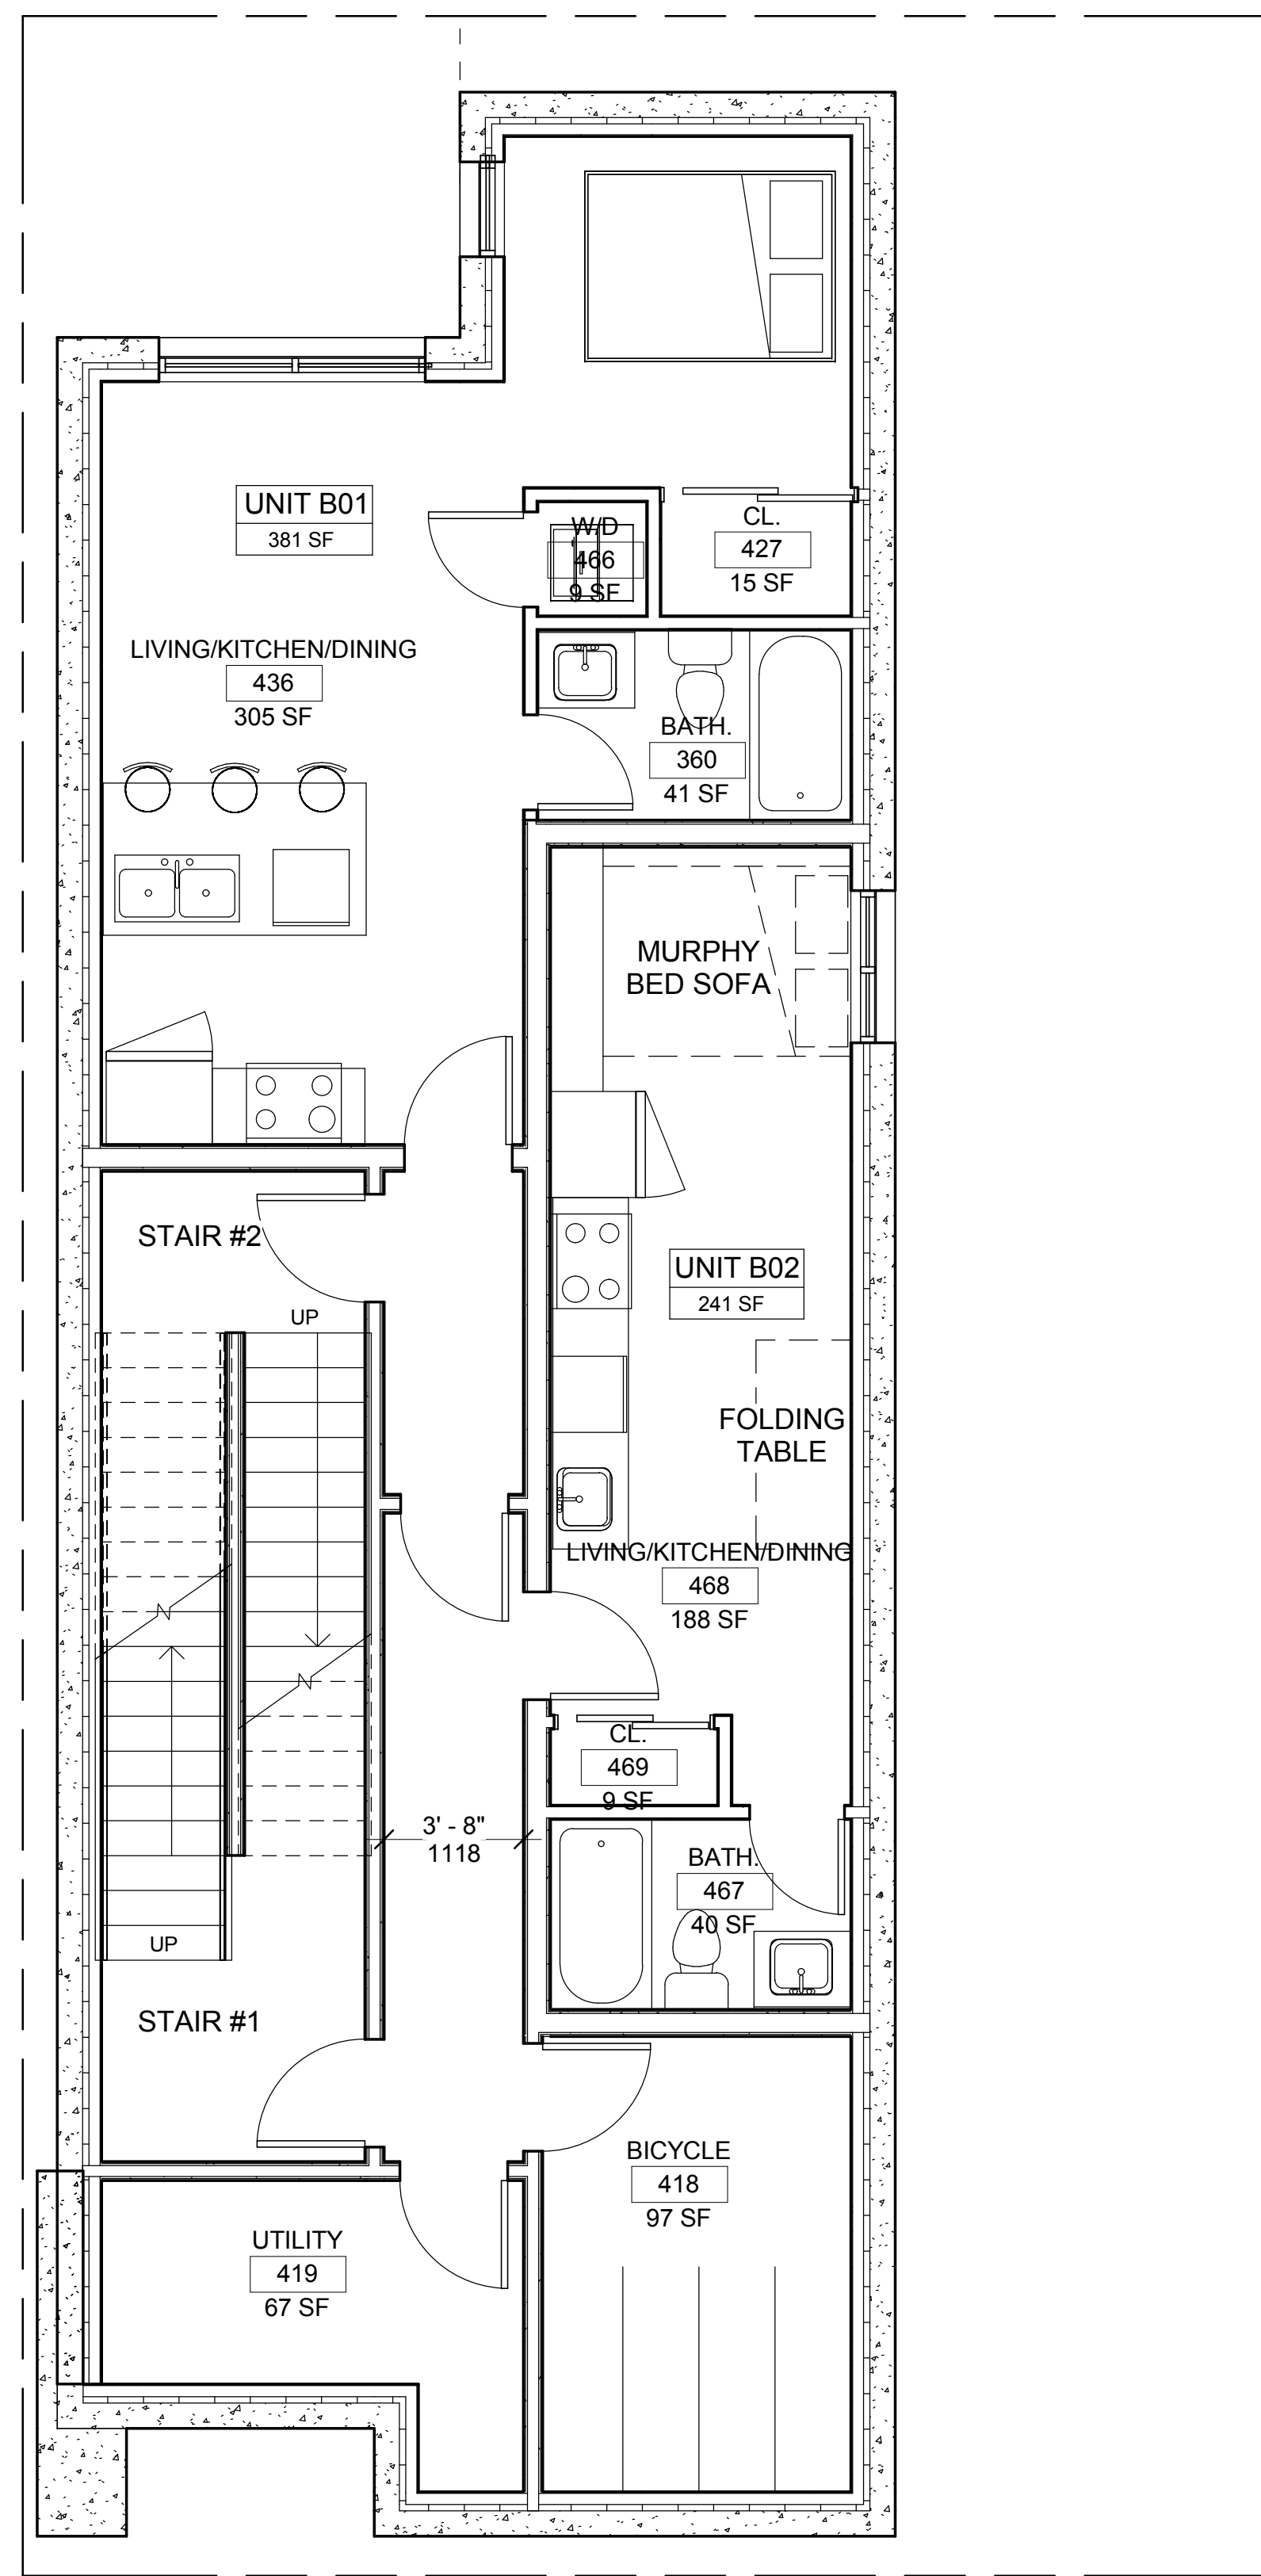 UNIT B01
381 SF
W/D
466
9 SF
CL.
427
15 SF
LIVING/KITCHEN/DINING
436
305 SF
BATH.
360
41 SF
MURPHY
BED SOFA
STAIR #2
UP
UNIT B02
241 SF
FOLDING
TABLE
LIVING/KITCHEN/DINING
468
188 SF
CL.
469
9 SF
3' - 8"
1118
BATH.
467
40 SF
UP
STAIR #1
BICYCLE
418
97 SF
UTILITY
419
67 SF